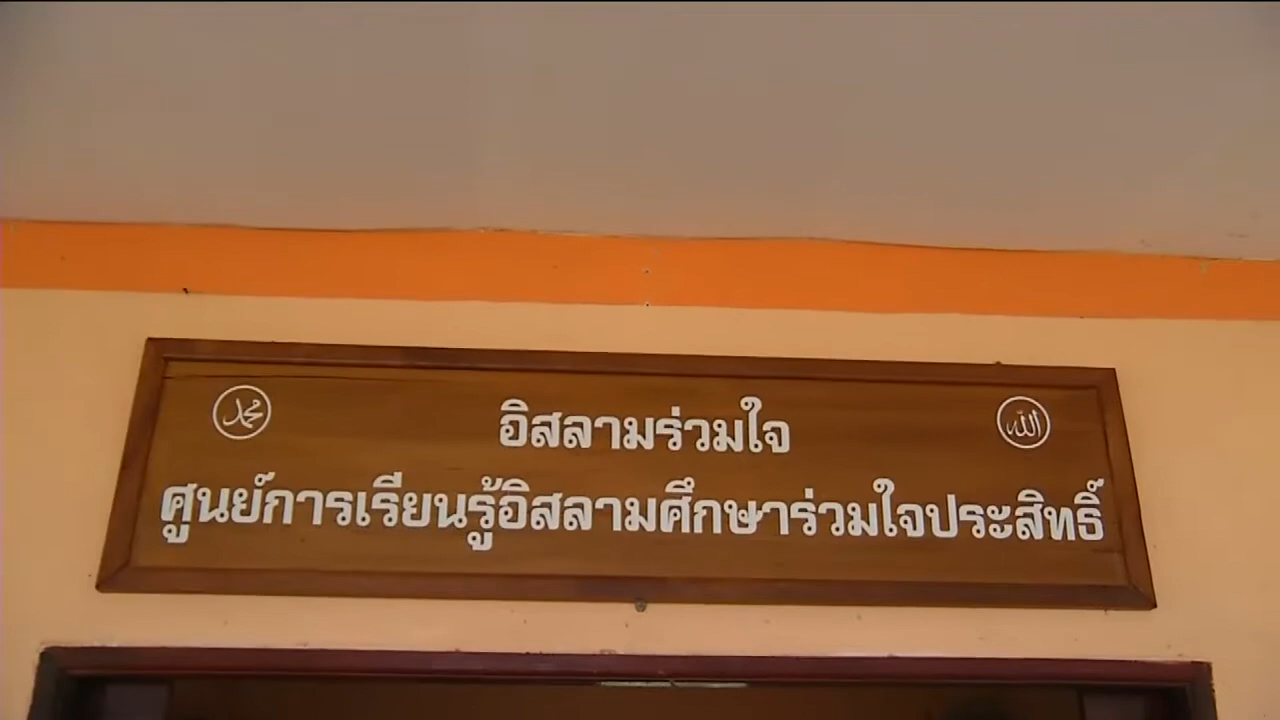 محمد
الله
อิสลามร่วมใจ
ศูนย์การเรียนรู้อิสลามศึกษาร่วมใจประสิทธิ์